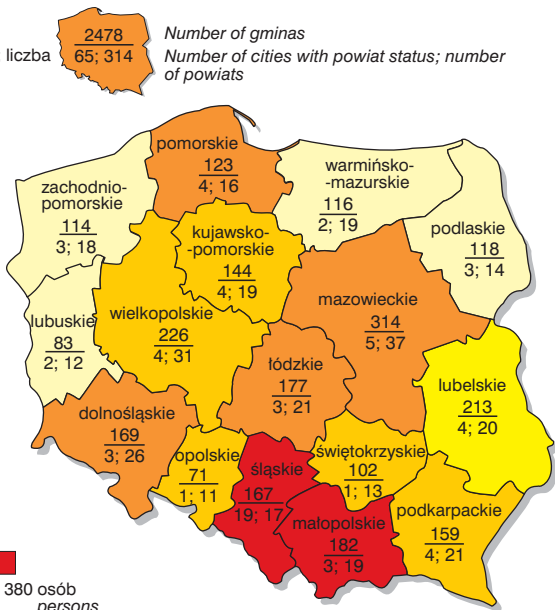 2478
65; 314
liczba
Number of gminas
Number of cities with powiat status; number
of powiats
pomorskie
123
4; 16
warmińsko-
-mazurskie
116
2; 19
zachodnio-
pomorskie
114
3; 18
podlaskie
118
3; 14
kujawsko-
-pomorskie
144
4; 19
mazowieckie
314
5; 37
lubuskie
83
2; 12
wielkopolskie
226
4; 31
łódzkie
177
3; 21
lubelskie
213
4; 20
dolnośląskie
169
3; 26
opolskie
71
1; 11
śląskie
167
19; 17
świętokrzyskie
102
1; 13
małopolskie
182
3; 19
podkarpackie
159
4; 21
380 osób
persons